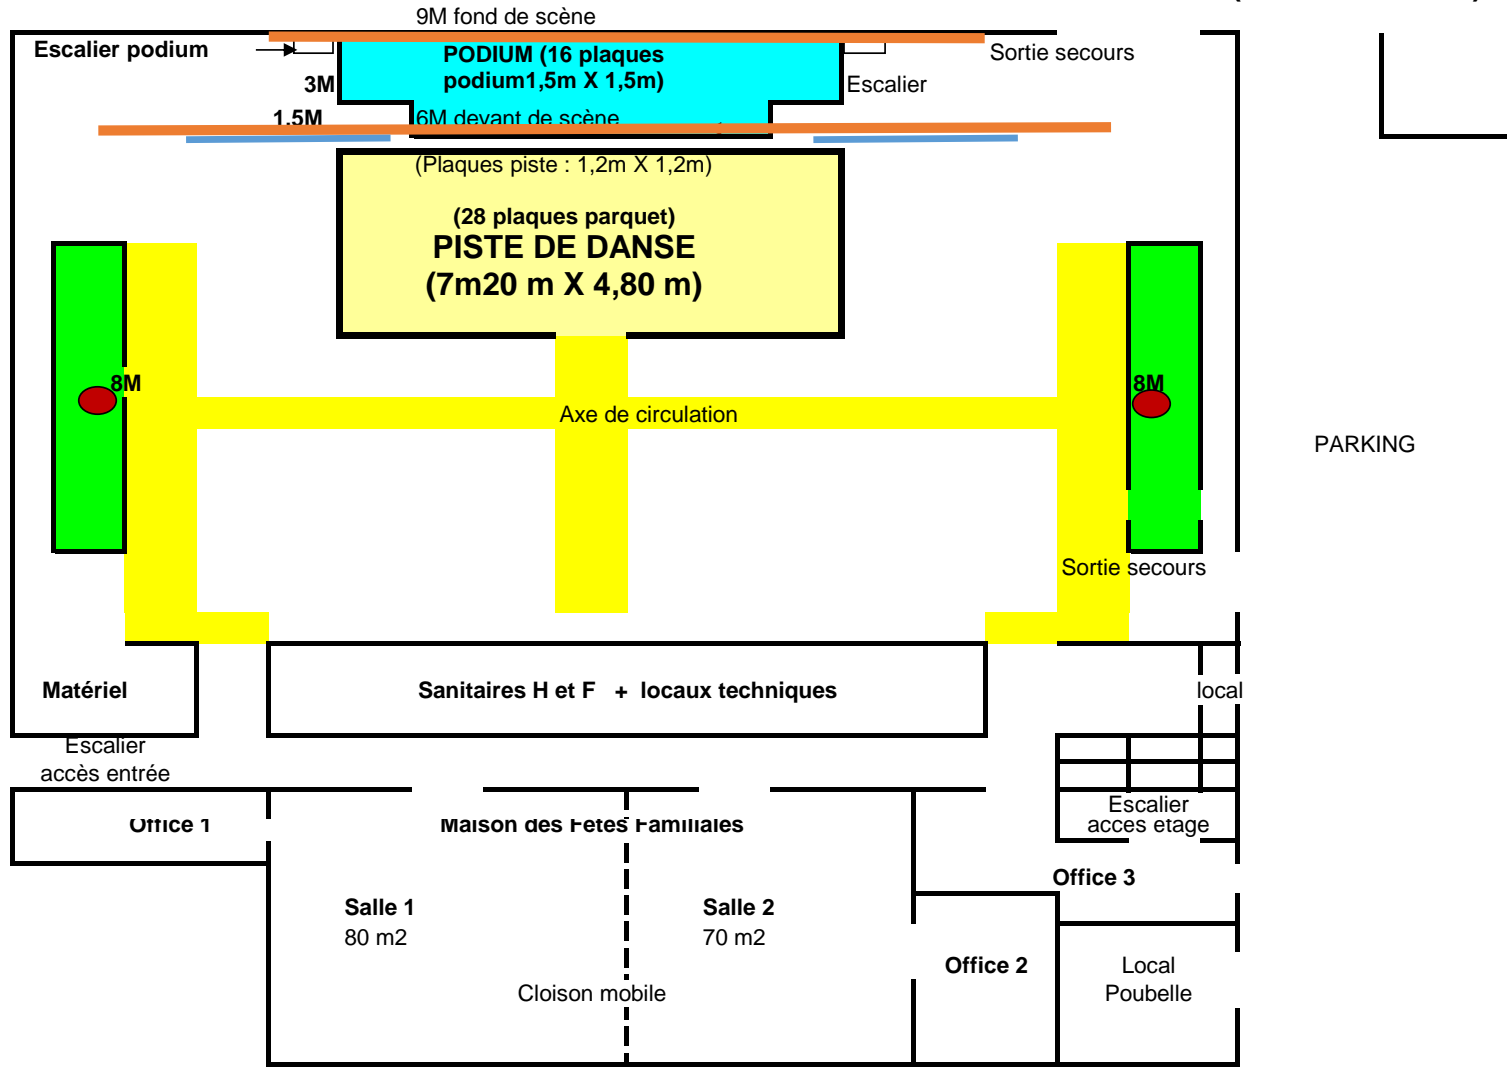 9M fond de scène
Escalier podium
PODIUM (16 plaques
podium1,5m X 1,5m)
Sortie secours
3M
Escalier
1.5M
6M devant de scène
(Plaques piste : 1,2m X 1,2m)
(28 plaques parquet)
PISTE DE DANSE
(7m20 m X 4,80 m)
8M
8M
Axe de circulation
PARKING
Sortie secours
Matériel
Sanitaires H et F + locaux techniques
local
Escalier
accès entrée
Escalier
acces etage
Office 1
Maison des Fetes Familiales
Office 3
Salle 1
80 m2
Salle 2
70 m2
Office 2
Local
Poubelle
Cloison mobile